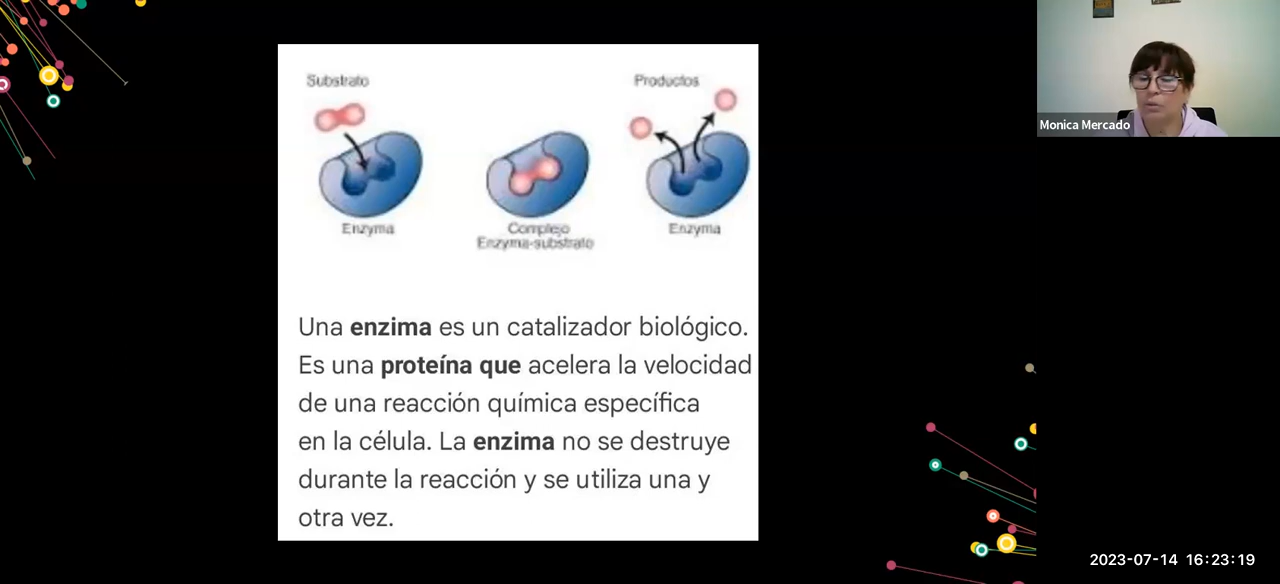 Substrato
Productos
Enzyma
Complejo
Enzyma-substrato
Enzyma
Una enzima es un catalizador biológico.
Es una proteína que acelera la velocidad
de una reacción química específica
en la célula. La enzima no se destruye
durante la reacción y se utiliza una y
otra vez.
Monica Mercado
2023-07-14 16:23:19